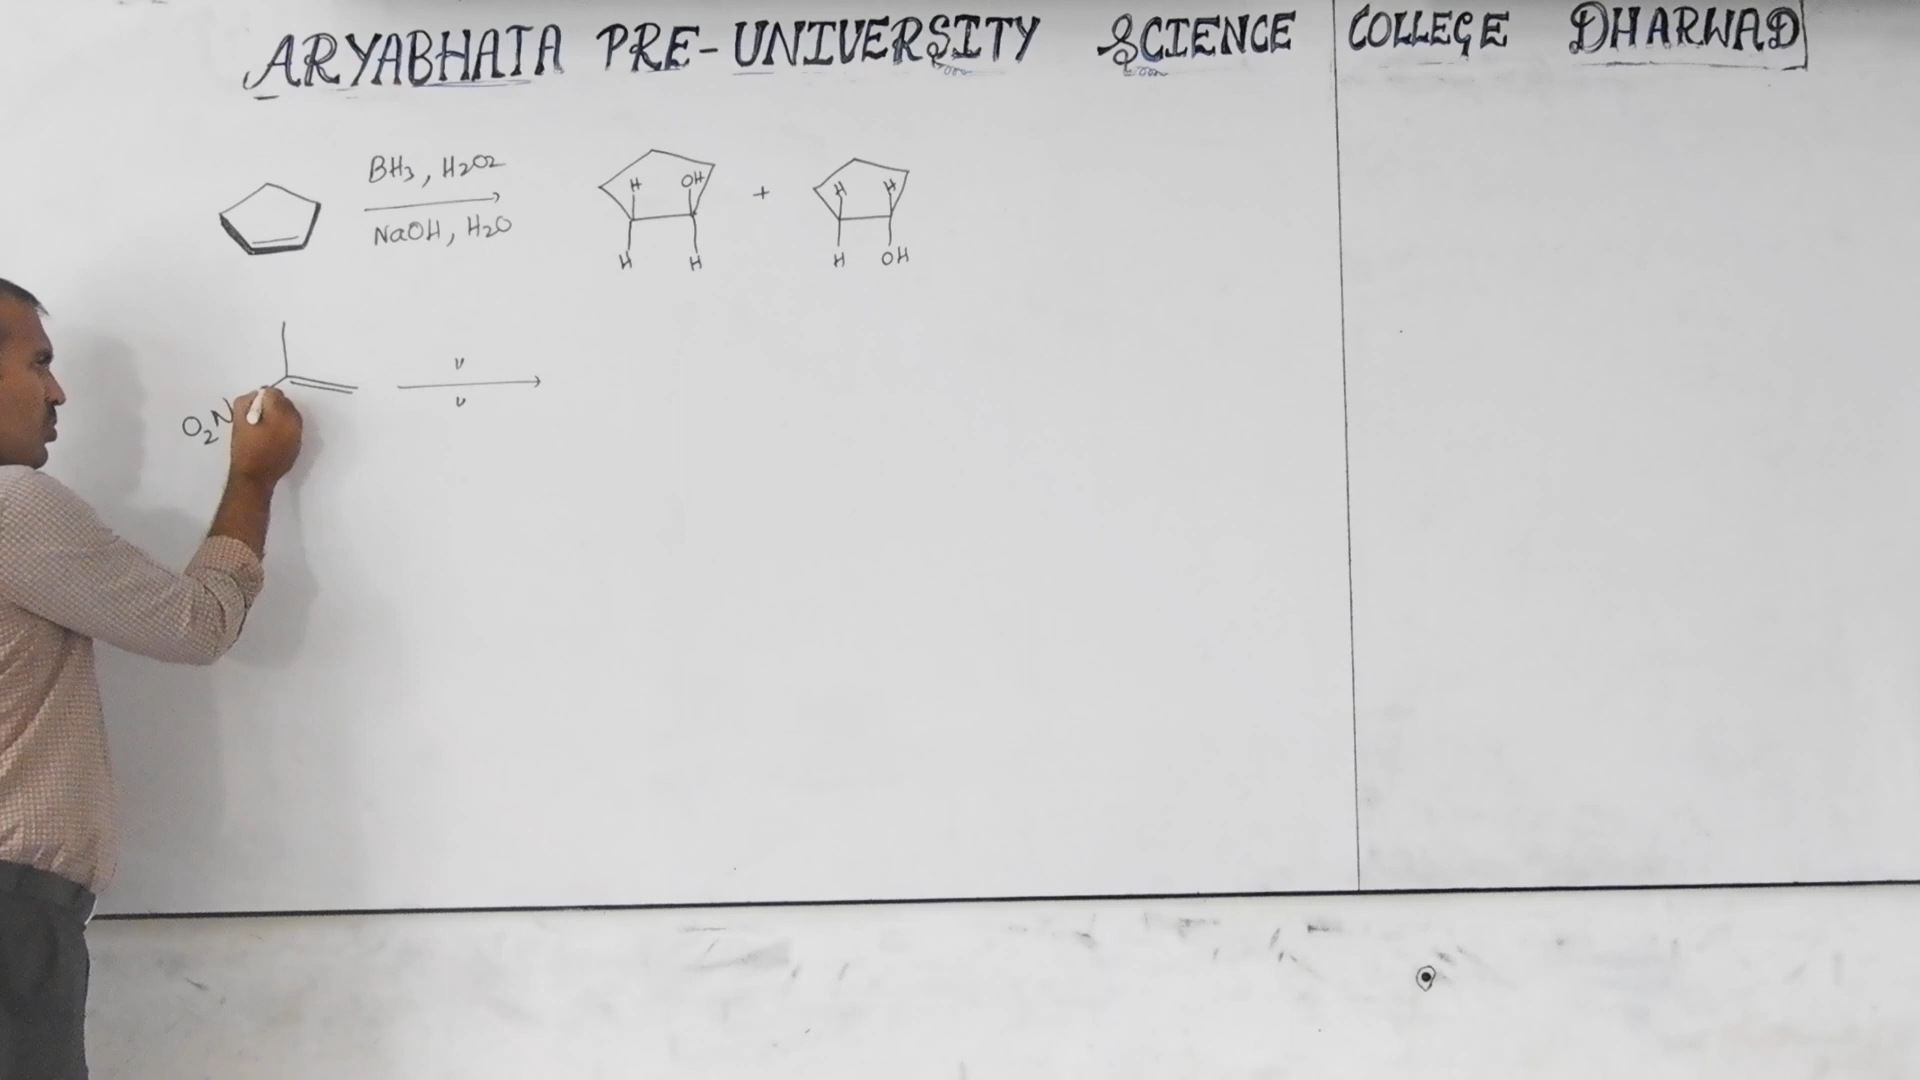 ARYABHATA PRE-UNIVERSITY SCIENCE COLLEGE DHARWAD
BH3, H2O2
NaOH, H2O
H OH
H H
+
H H
H OH
"
"
O2N